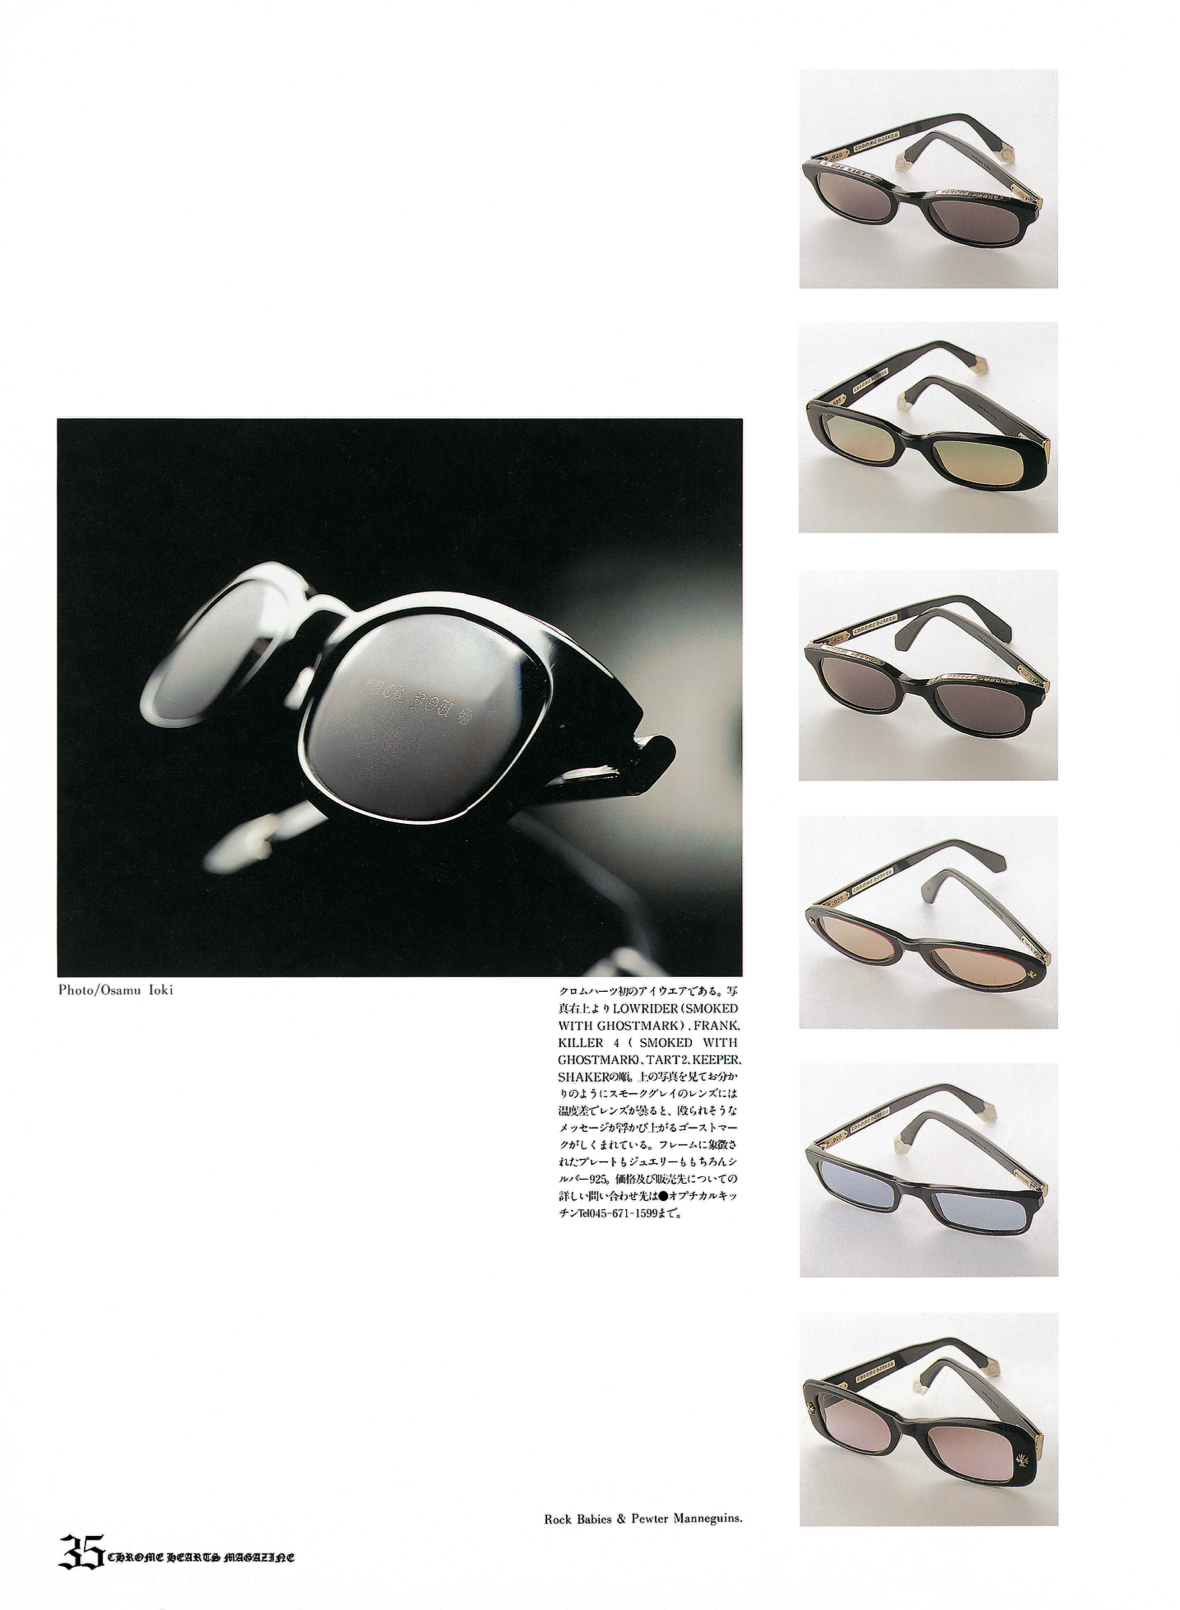 Photo/Osamu Ioki
クロムハーツ初のアイウエアである。写
真右上よりLOWRIDER(SMOKED
WITH GHOSTMARK)、FRANK、
KILLER 4 ( SMOKED WITH
GHOSTMARK)、TART2、KEEPER、
SHAKERの順。上の写真を見てお分か
りのようにスモークグレイのレンズには
温度差でレンズが曇ると、殴られそうな
メッセージが浮かび上がるゴーストマー
クがしくまれている。フレームに象徴さ
れたプレートもジュエリーももちろんシ
ルバー925。価格及び販売先についての
詳しい問い合わせ先は●オプチカルキッ
チンTel045-671-1599まで。
Rock Babies & Pewter Manneguins.
35 CHROME HEARTS MAGAZINE